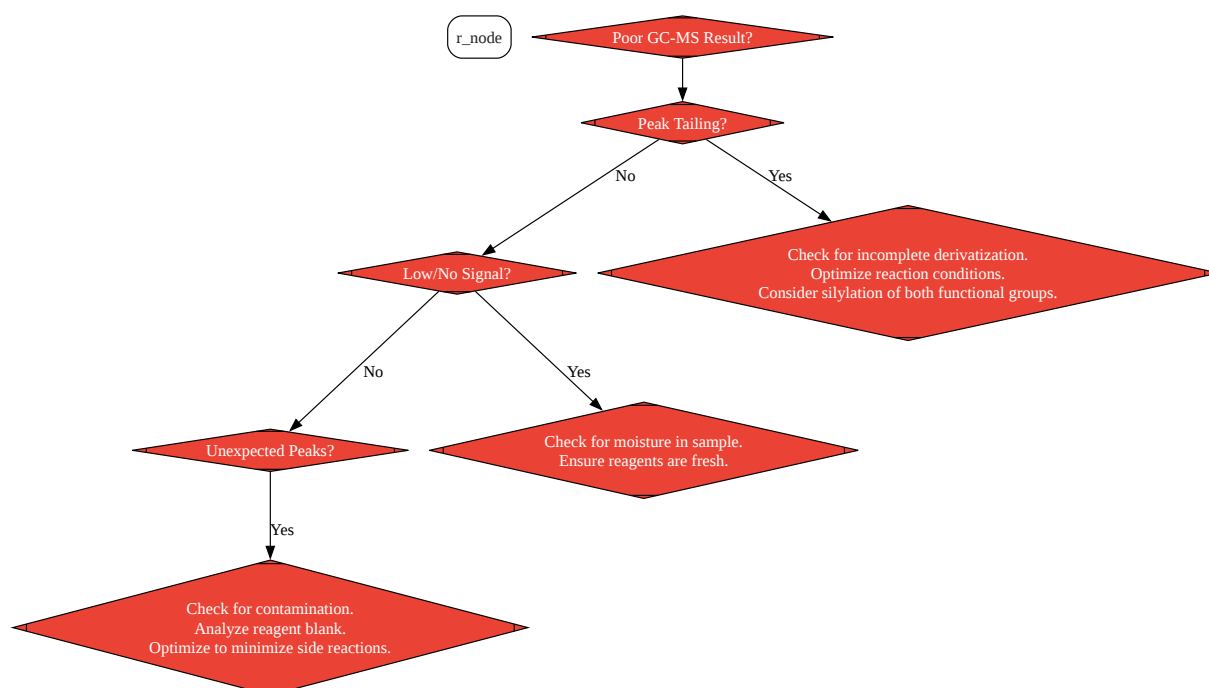 r_node
Poor GC-MS Result?
Peak Tailing?
No
Yes
Check for incomplete derivatization.
Optimize reaction conditions.
Consider silylation of both functional groups.
Low/No Signal?
No
Yes
Unexpected Peaks?
Check for moisture in sample.
Ensure reagents are fresh.
Yes
Check for contamination.
Analyze reagent blank.
Optimize to minimize side reactions.